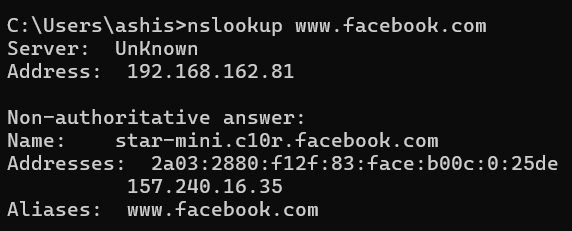 C:\Users\ashis>nslookup www.facebook.com
Server:  UnKnown
Address:  192.168.162.81

Non-authoritative answer:
Name:    star-mini.c10r.facebook.com
Addresses:  2a03:2880:f12f:83:face:b00c:0:25de
          157.240.16.35
Aliases:  www.facebook.com